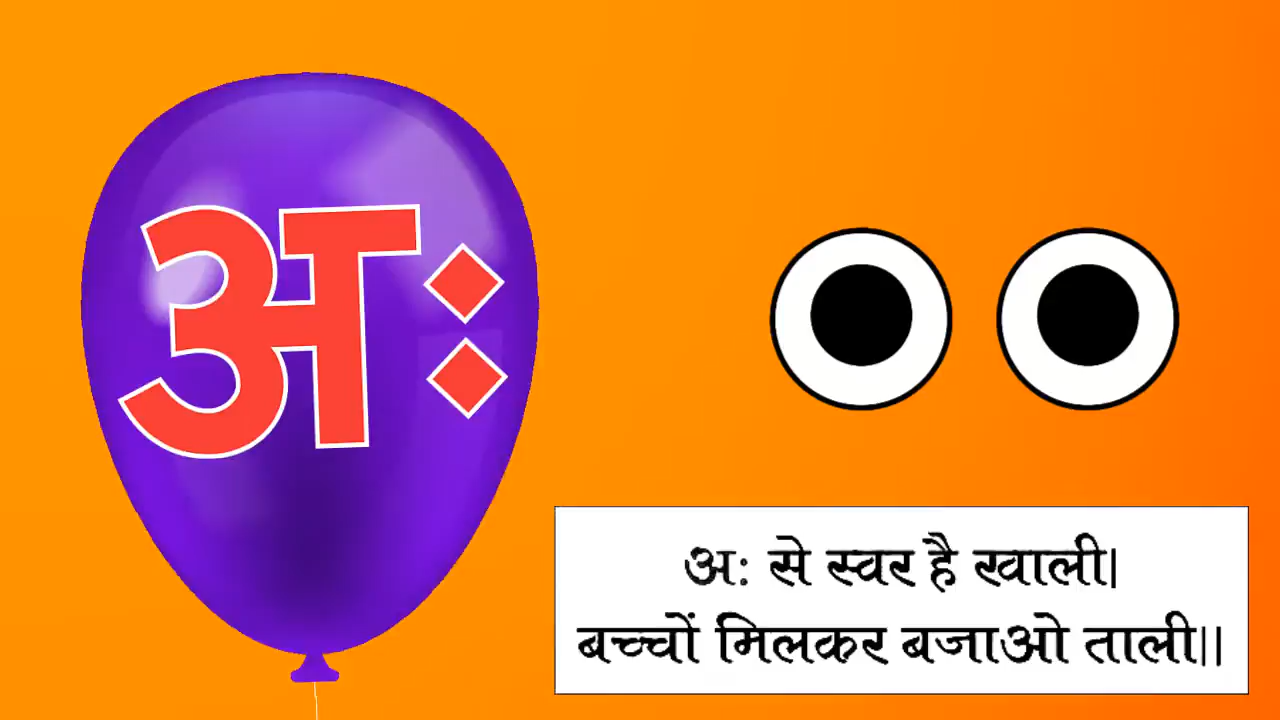 अः
अः से स्वर है खाली|
बच्चों मिलकर बजाओ ताली||